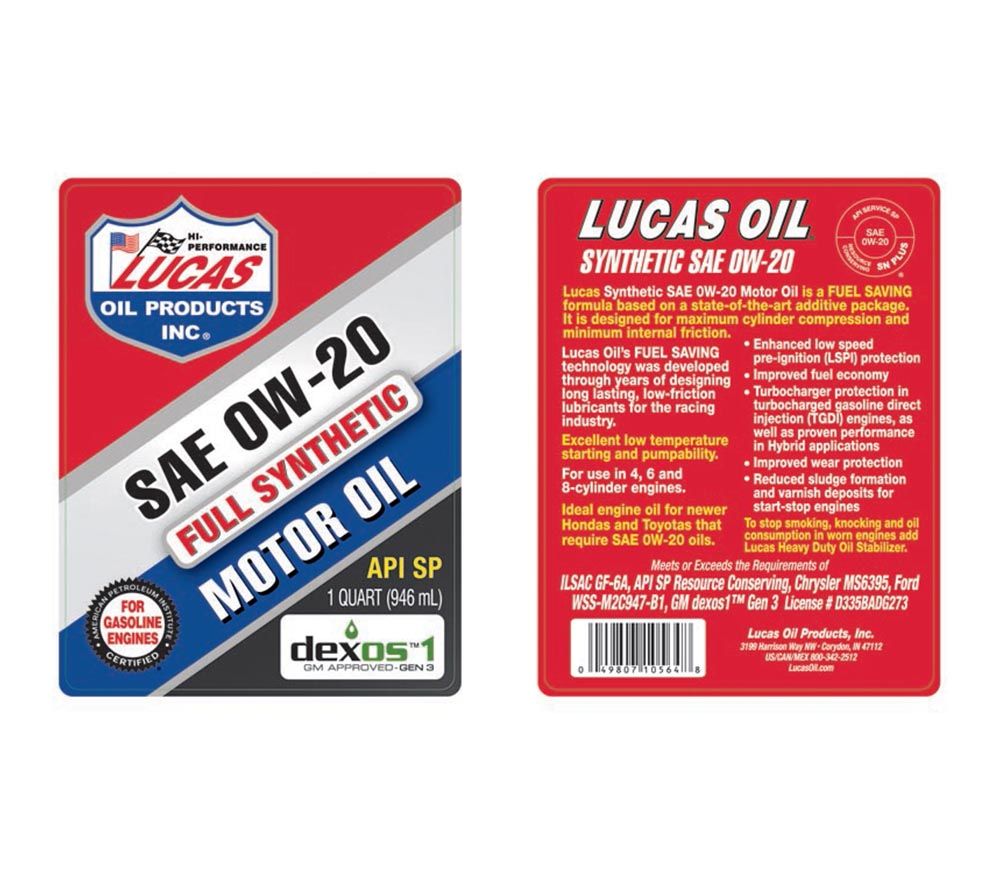 HI-
PERFORMANCE
LUCAS
OIL PRODUCTS
INC®
SAE 0W-20
FULL SYNTHETIC
MOTOR OIL
API SP
1 QUART (946 mL)
AMERICAN PETROLEUM INSTITUTE
FOR
GASOLINE
ENGINES
CERTIFIED
dexos™1
GM APPROVED-GEN 3
LUCAS OIL
SYNTHETIC SAE 0W-20
API SERVICE SP
SAE
0W-20
RESOURCE
CONSERVING
SN PLUS
®
Lucas Synthetic SAE 0W-20 Motor Oil is a FUEL SAVING
formula based on a state-of-the-art additive package.
It is designed for maximum cylinder compression and
minimum internal friction.
Lucas Oil's FUEL SAVING
technology was developed
through years of designing
long lasting, low-friction
lubricants for the racing
industry.
Excellent low temperature
starting and pumpability.
For use in 4, 6 and
8-cylinder engines.
Ideal engine oil for newer
Hondas and Toyotas that
require SAE 0W-20 oils.
• Enhanced low speed
pre-ignition (LSPI) protection
• Improved fuel economy
• Turbocharger protection in
turbocharged gasoline direct
injection (TGDI) engines, as
well as proven performance
in Hybrid applications
• Improved wear protection
• Reduced sludge formation
and varnish deposits for
start-stop engines
To stop smoking, knocking and oil
consumption in worn engines add
Lucas Heavy Duty Oil Stabilizer.
Meets or Exceeds the Requirements of
ILSAC GF-6A, API SP Resource Conserving, Chrysler MS6395, Ford
WSS-M2C947-B1, GM dexos1™ Gen 3 License # D335BADG273
0 49807 10564 8
Lucas Oil Products, Inc.
3199 Harrison Way NW · Corydon, IN 47112
US/CAN/MEX 800-342-2512
LucasOil.com